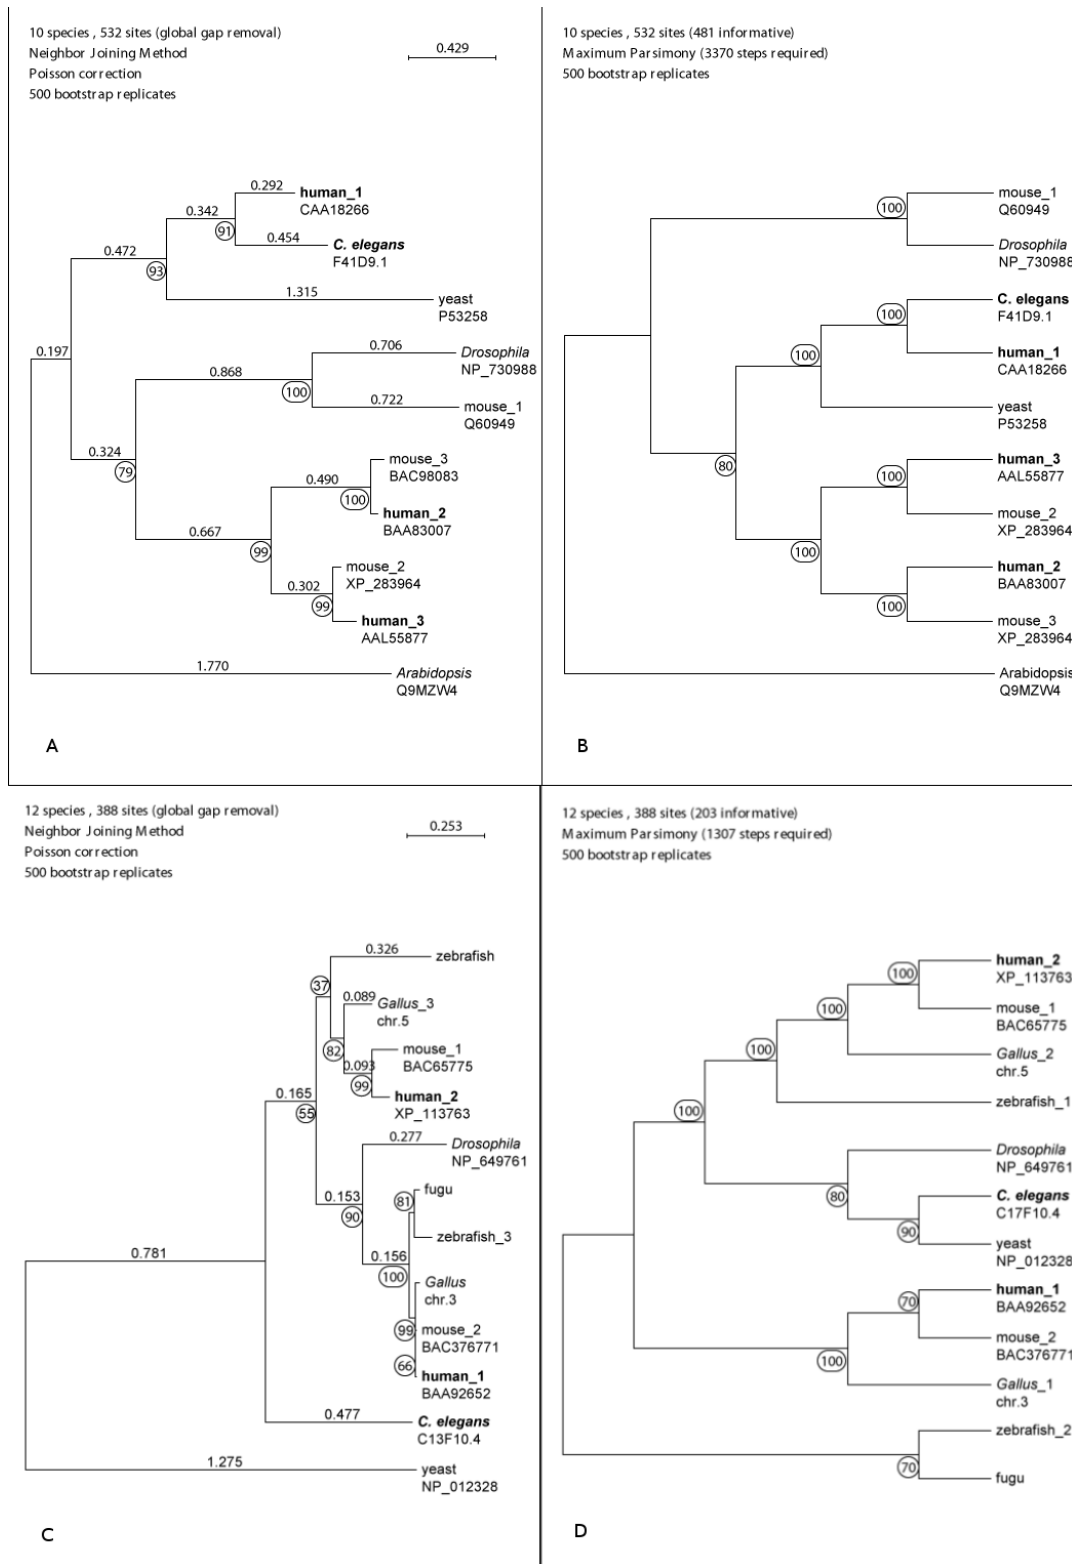 10 species , 532 sites (global gap removal)
Neighbor Joining Method
Poisson correction
500 bootstrap replicates
0.429
0.292
human_1
CAA18266
0.342
91
0.454
C. elegans
F41D9.1
0.472
93
1.315
yeast
P53258
0.197
0.706
Drosophila
NP_730988
0.868
100
0.722
mouse_1
Q60949
0.324
79
mouse_3
BAC98083
0.490
100
human_2
BAA83007
0.667
99
mouse_2
XP_283964
0.302
99
human_3
AAL55877
1.770
Arabidopsis
Q9MZW4
A
10 species, 532 sites (481 informative)
Maximum Parsimony (3370 steps required)
500 bootstrap replicates
mouse_1
Q60949
100
Drosophila
NP_730988
C. elegans
F41D9.1
100
human_1
CAA18266
100
yeast
P53258
80
human_3
AAL55877
100
mouse_2
XP_283964
100
human_2
BAA83007
100
mouse_3
XP_283964
Arabidopsis
Q9MZW4
B
12 species, 388 sites (global gap removal)
Neighbor Joining Method
Poisson correction
500 bootstrap replicates
0.253
0.326
zebrafish
37
0.089
Gallus_3
chr.5
82
mouse_1
BAC65775
0.093
99
human_2
XP_113763
0.165
55
0.277
Drosophila
NP_649761
0.153
90
fugu
81
zebrafish_3
0.156
100
Gallus
chr.3
99
mouse_2
BAC376771
66
human_1
BAA92652
0.781
0.477
C. elegans
C13F10.4
1.275
yeast
NP_012328
C
12 species, 388 sites (203 informative)
Maximum Parsimony (1307 steps required)
500 bootstrap replicates
human_2
XP_113763
100
mouse_1
BAC65775
100
Gallus_2
chr.5
100
zebrafish_1
100
Drosophila
NP_649761
80
C. elegans
C17F10.4
90
yeast
NP_012328
human_1
BAA92652
70
mouse_2
BAC376771
100
Gallus_1
chr.3
zebrafish_2
70
fugu
D